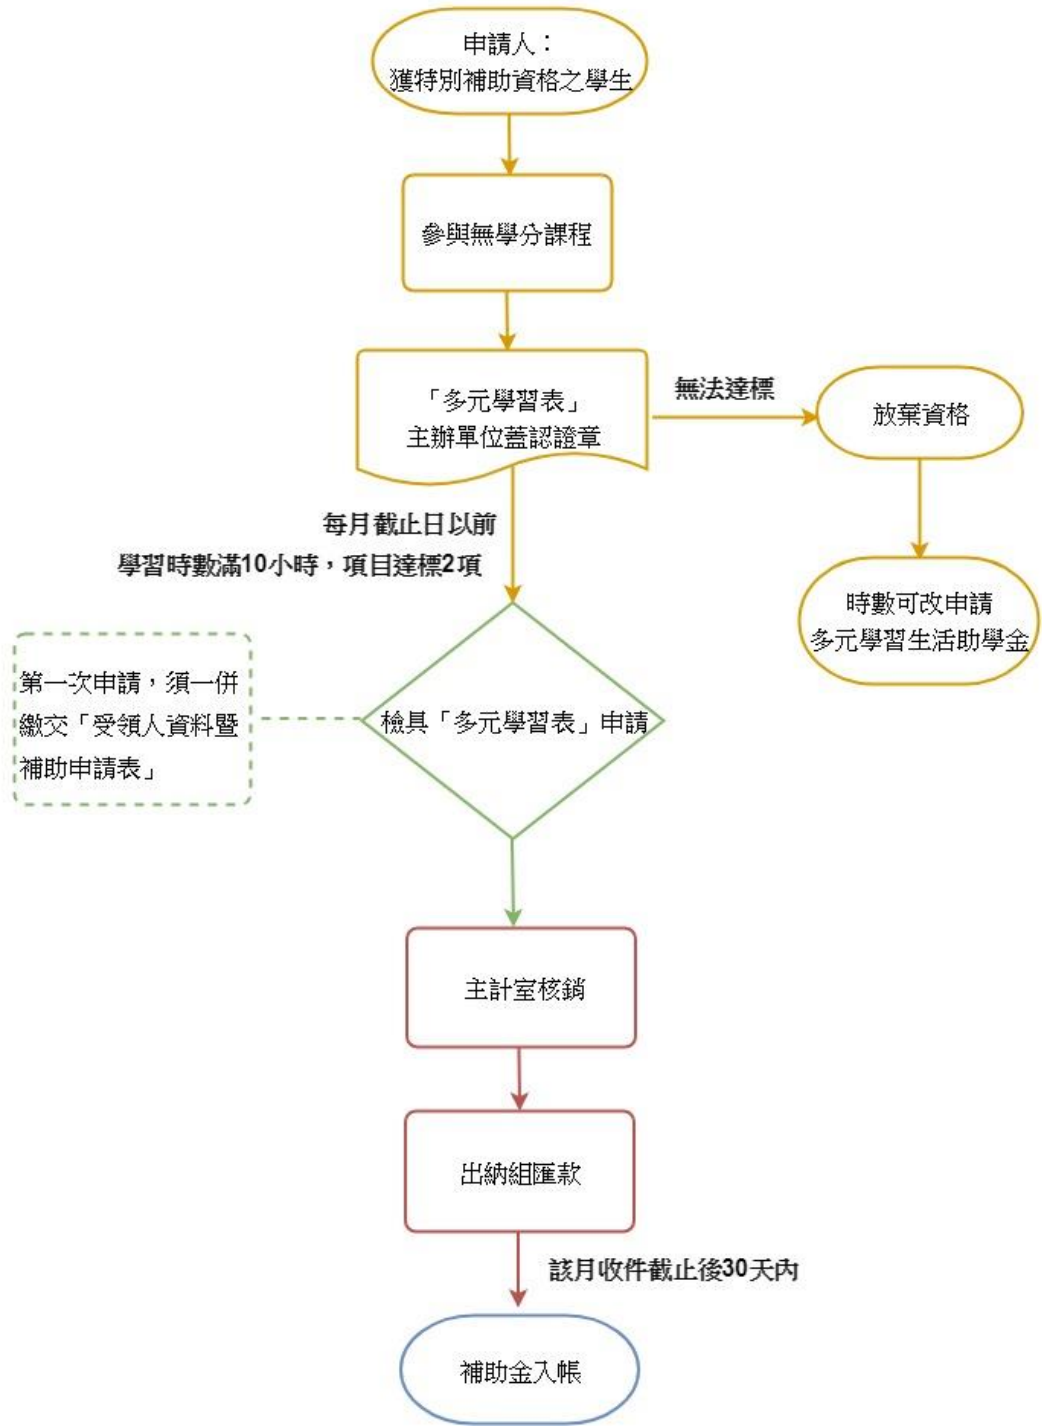 申請人：
獲特別補助資格之學生
參與無學分課程
「多元學習表」
主辦單位蓋認證章
無法達標
放棄資格
每月截止日以前
學習時數滿10小時，項目達標2項
時數可改申請
多元學習生活助學金
第一次申請，須一併
繳交「受領人資料暨
補助申請表」
檢具「多元學習表」申請
主計室核銷
出納組匯款
該月收件截止後30天內
補助金入帳